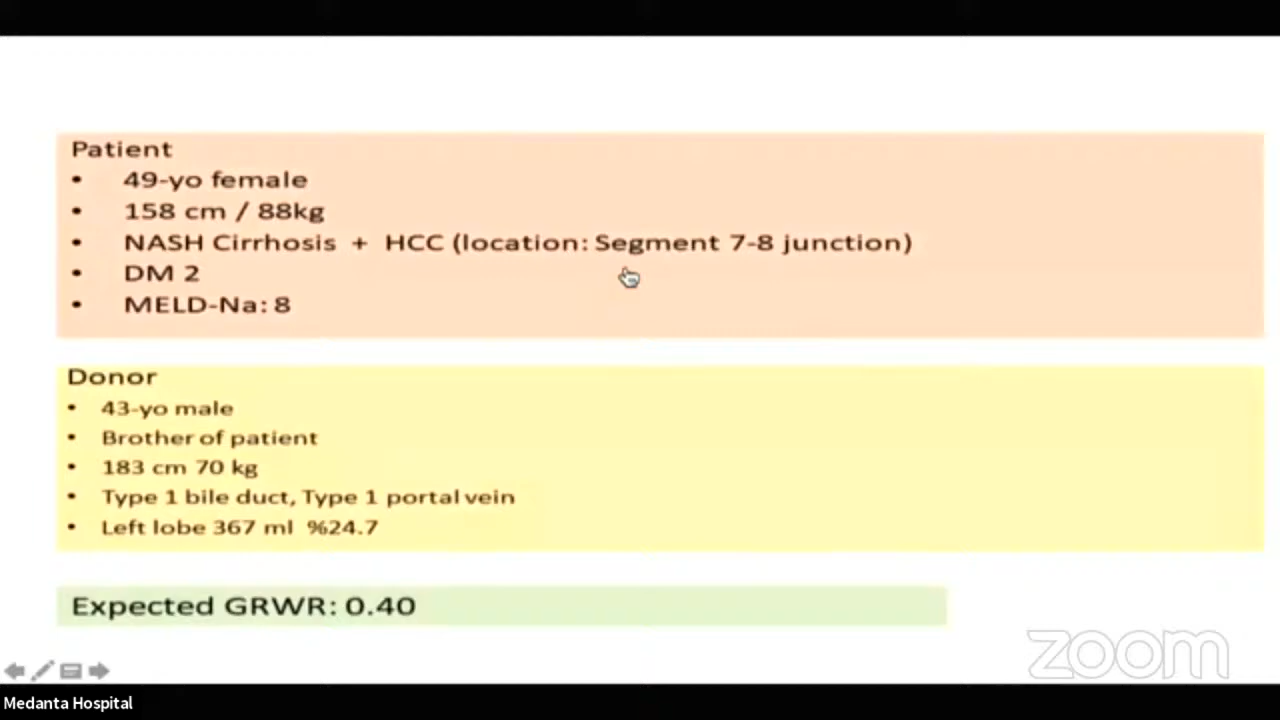 Patient
• 49-yo female
• 158 cm / 88kg
• NASH Cirrhosis + HCC (location: Segment 7-8 junction)
• DM 2
• MELD-Na: 8
Donor
• 43-yo male
• Brother of patient
• 183 cm 70 kg
• Type 1 bile duct, Type 1 portal vein
• Left lobe 367 ml %24.7
Expected GRWR: 0.40
zoom
Medanta Hospital